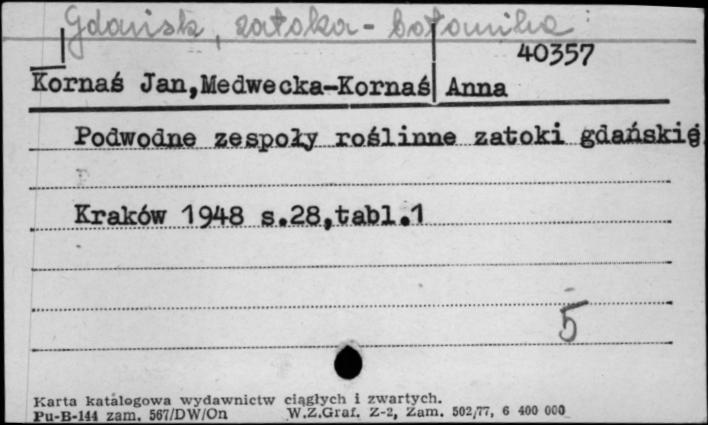 Gdańsk, zatoka - botanika
40357
Kornaś Jan, Medwecka-Kornaś Anna
Podwodne zespoły roślinne zatoki gdańskiej
Kraków 1948 s.28, tabl.1
5
Karta katalogowa wydawnictw ciągłych i zwartych.
Pu-B-144 zam. 567/DW/On W.Z.Graf. Z-2, Zam. 502/77, 6 400 000